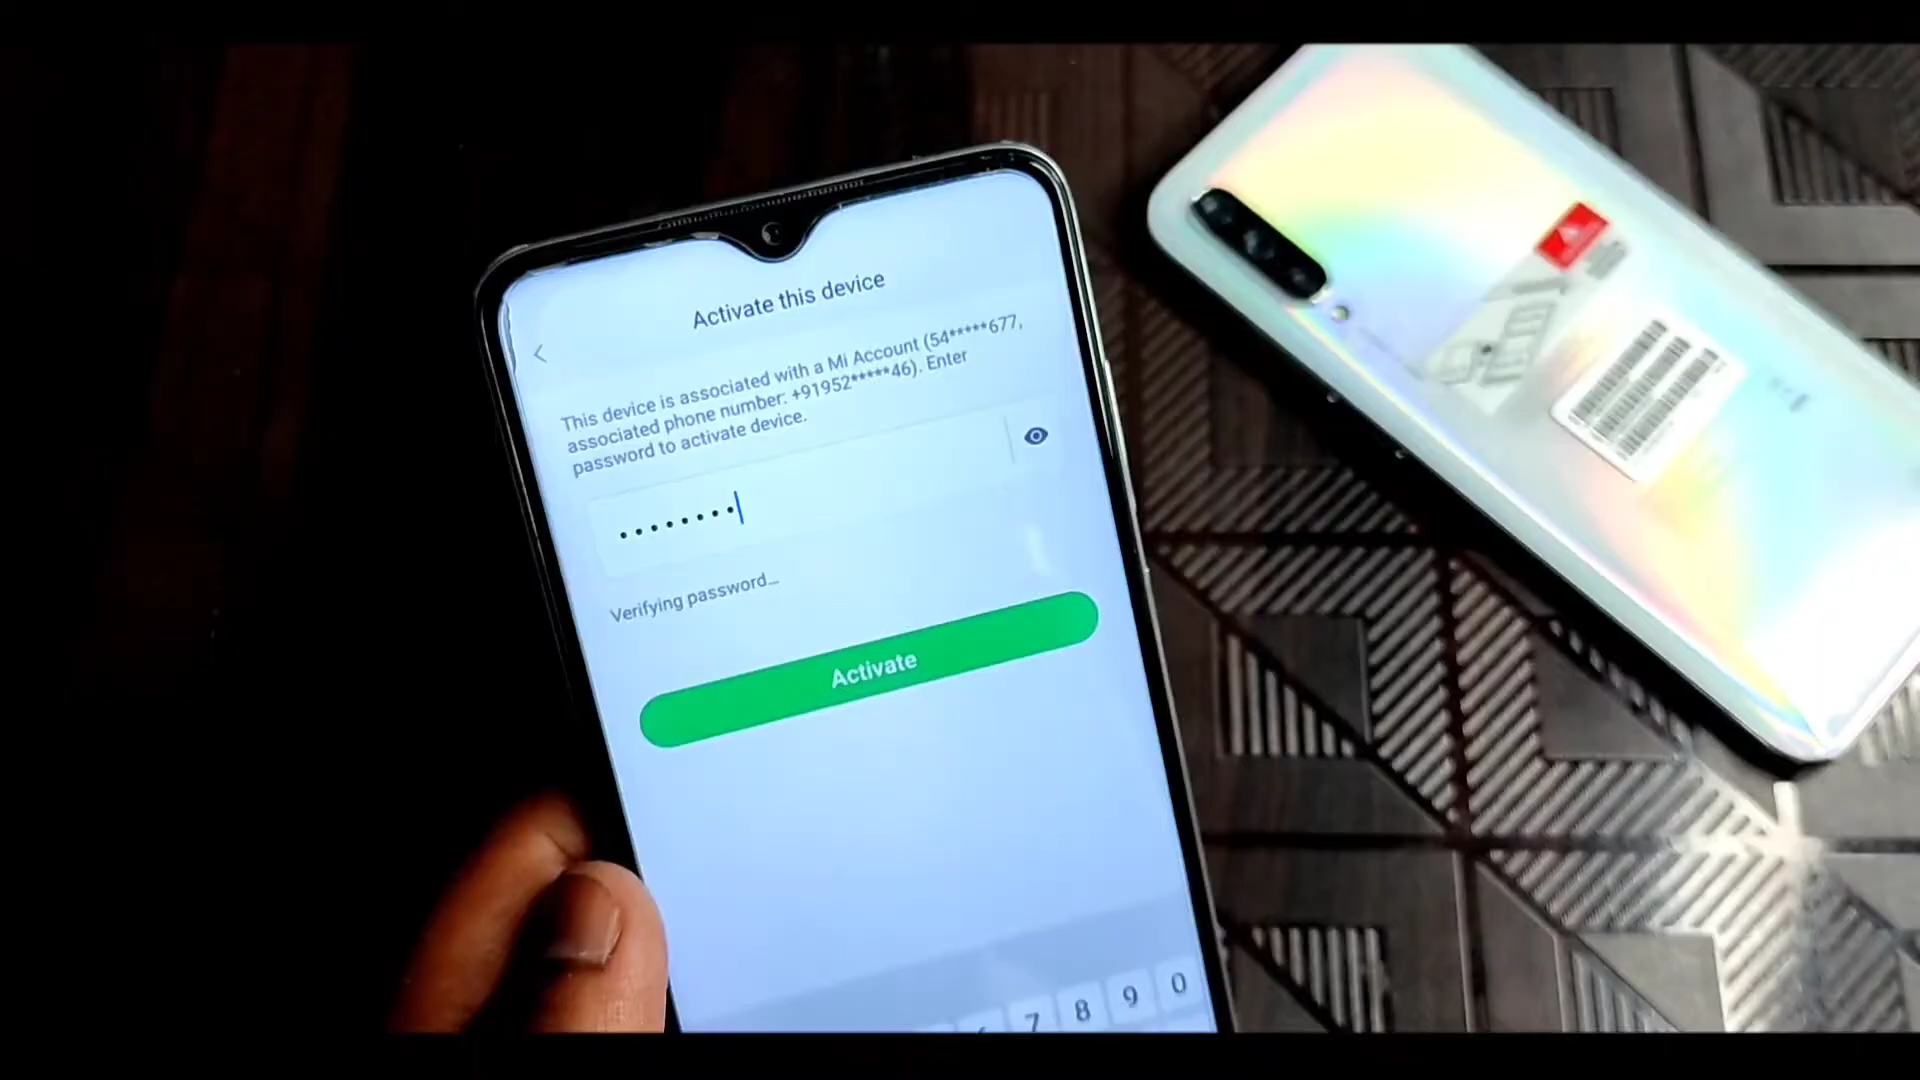 Activate this device
This device is associated with a Mi Account (54*****677,
associated phone number: +91952*****46). Enter
password to activate device.
Verifying password...
Activate
7 8 9 0